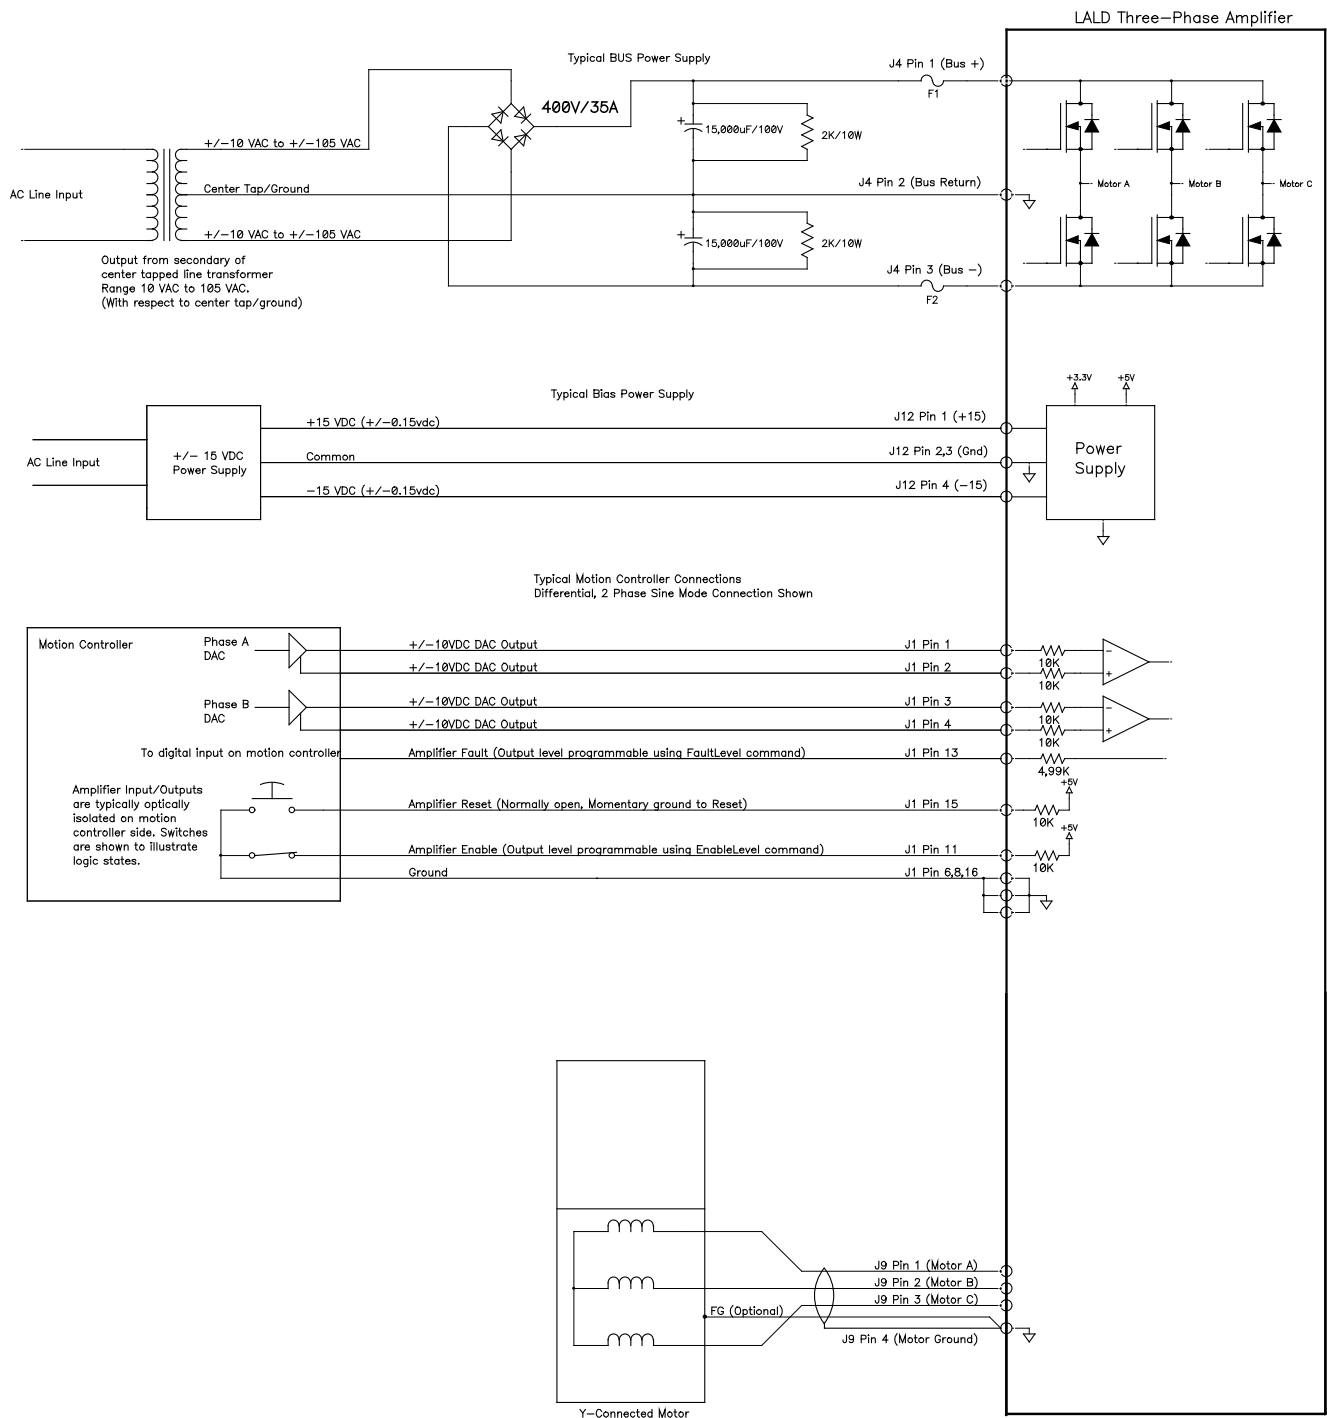 LALD Three-Phase Amplifier
Typical BUS Power Supply
J4 Pin 1 (Bus +)
F1
400V/35A
+
15,000uF/100V
2K/10W
+/-10 VAC to +/-105 VAC
AC Line Input
Center Tap/Ground
J4 Pin 2 (Bus Return)
Motor A
Motor B
Motor C
+/-10 VAC to +/-105 VAC
+
15,000uF/100V
2K/10W
Output from secondary of
center tapped line transformer
Range 10 VAC to 105 VAC.
(With respect to center tap/ground)
J4 Pin 3 (Bus -)
F2
Typical Bias Power Supply
+3.3V
+5V
+15 VDC (+/-0.15vdc)
J12 Pin 1 (+15)
AC Line Input
+/- 15 VDC
Power Supply
Common
J12 Pin 2,3 (Gnd)
Power
Supply
-15 VDC (+/-0.15vdc)
J12 Pin 4 (-15)
Typical Motion Controller Connections
Differential, 2 Phase Sine Mode Connection Shown
Motion Controller
Phase A
DAC
+/-10VDC DAC Output
J1 Pin 1
10K
-
+/-10VDC DAC Output
J1 Pin 2
10K
+
Phase B
DAC
+/-10VDC DAC Output
J1 Pin 3
10K
-
+/-10VDC DAC Output
J1 Pin 4
10K
+
To digital input on motion controller
Amplifier Fault (Output level programmable using FaultLevel command)
J1 Pin 13
4,99K
+5V
Amplifier Input/Outputs
are typically optically
isolated on motion
controller side. Switches
are shown to illustrate
logic states.
Amplifier Reset (Normally open, Momentary ground to Reset)
J1 Pin 15
10K
+5V
Amplifier Enable (Output level programmable using EnableLevel command)
J1 Pin 11
10K
Ground
J1 Pin 6,8,16
J9 Pin 1 (Motor A)
J9 Pin 2 (Motor B)
J9 Pin 3 (Motor C)
FG (Optional)
J9 Pin 4 (Motor Ground)
Y-Connected Motor